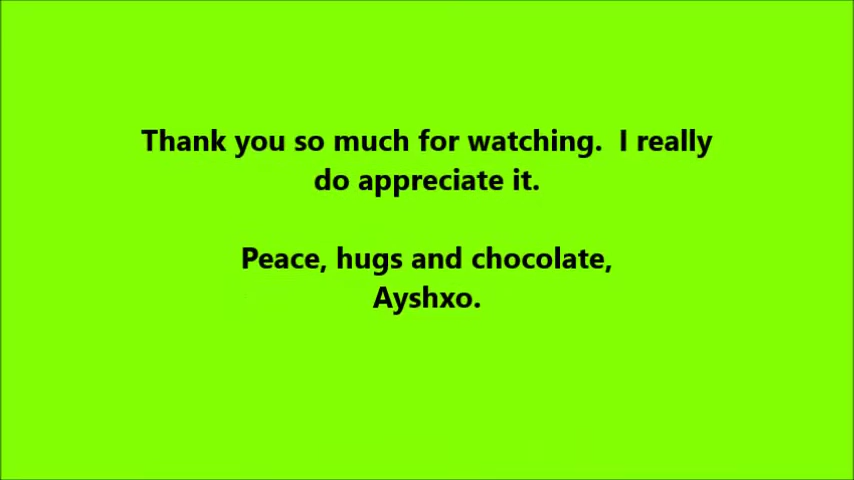 Thank you so much for watching.  I really
do appreciate it.
Peace, hugs and chocolate,
Ayshxo.